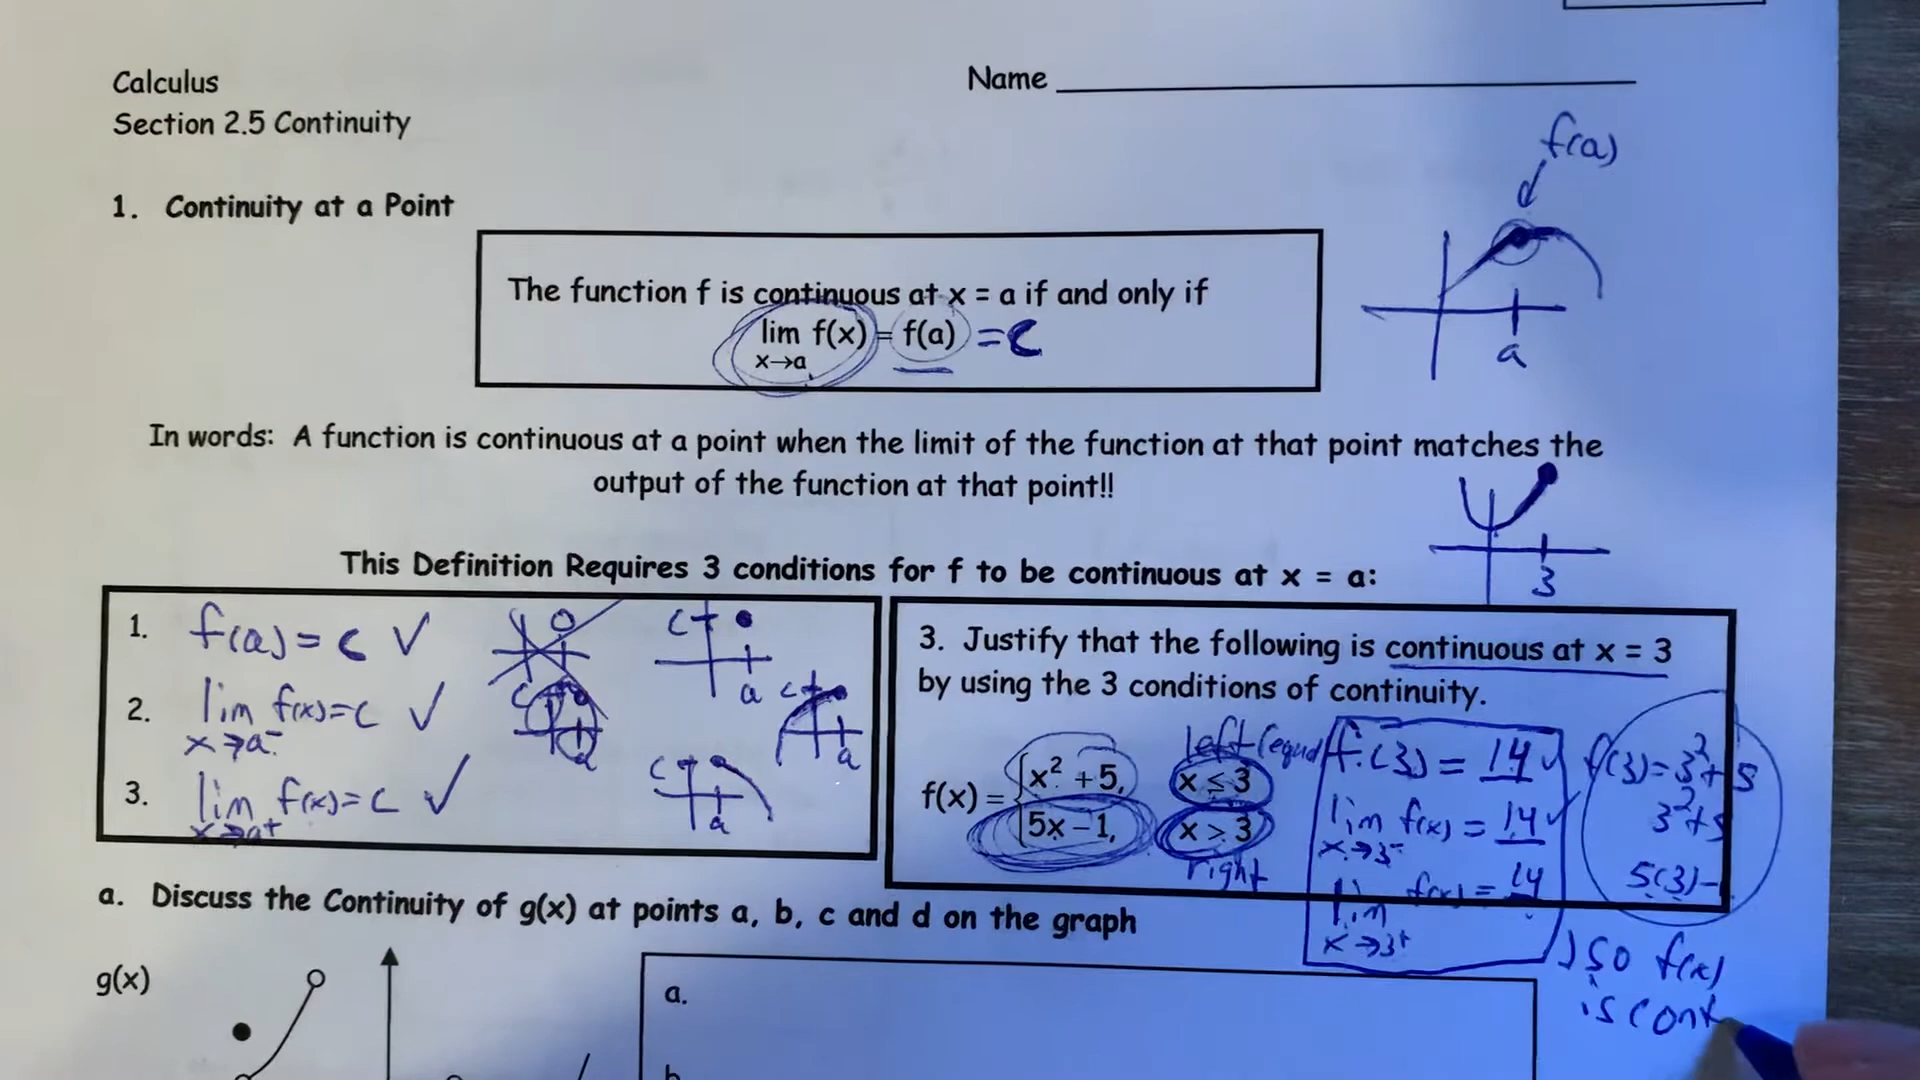 Calculus
Name
Section 2.5 Continuity
f(a)
1. Continuity at a Point
The function f is continuous at x = a if and only if
lim f(x) = f(a) = c
x→a
a
In words: A function is continuous at a point when the limit of the function at that point matches the
output of the function at that point!!
3
This Definition Requires 3 conditions for f to be continuous at x = a:
1. f(a) = c ✓
2. lim f(x) = c ✓
x→a⁻
3. lim f(x) = c ✓
x→a⁺
c
a
c
a
c
a
3. Justify that the following is continuous at x = 3
by using the 3 conditions of continuity.
left
f(x) = { x² + 5, x ≤ 3
5x – 1, x > 3
right
f(3) = 14 ✓
lim f(x) = 14 ✓
x→3⁻
lim f(x) = 14
x→3⁺
f(3) = 3² + 5
3² + 5
5(3) –
so f(x)
is cont
a. Discuss the Continuity of g(x) at points a, b, c and d on the graph
g(x)
a.
b